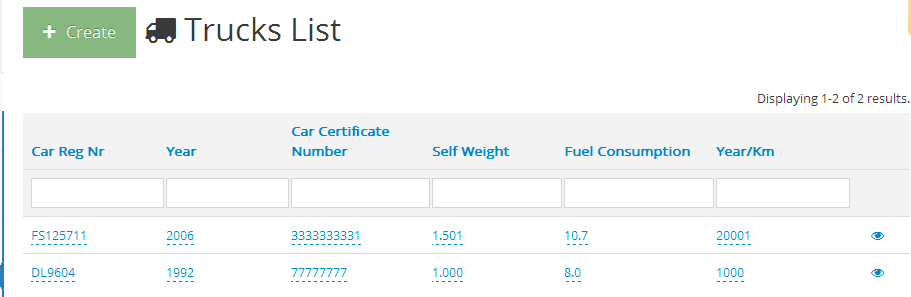 + Create
Trucks List
Displaying 1-2 of 2 results.
Car Reg Nr Year Car Certificate Number Self Weight Fuel Consumption Year/Km
FS125711 2006 3333333331 1.501 10.7 20001
DL9604 1992 77777777 1.000 8.0 1000